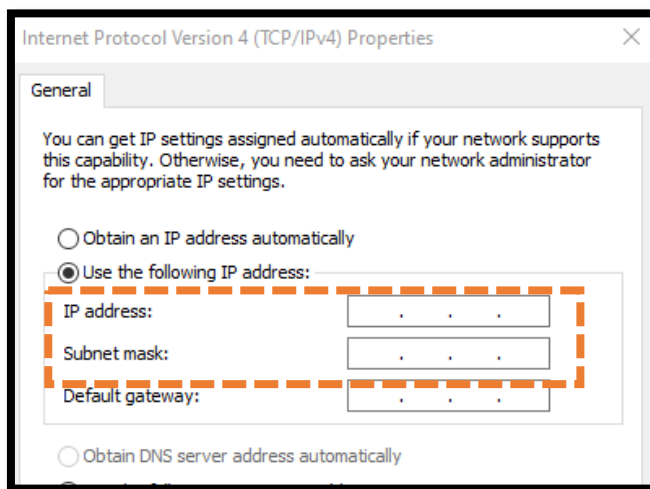 Internet Protocol Version 4 (TCP/IPv4) Properties
General
You can get IP settings assigned automatically if your network supports
this capability. Otherwise, you need to ask your network administrator
for the appropriate IP settings.
Obtain an IP address automatically
Use the following IP address:
IP address: . . .
Subnet mask: . . .
Default gateway: . . .
Obtain DNS server address automatically